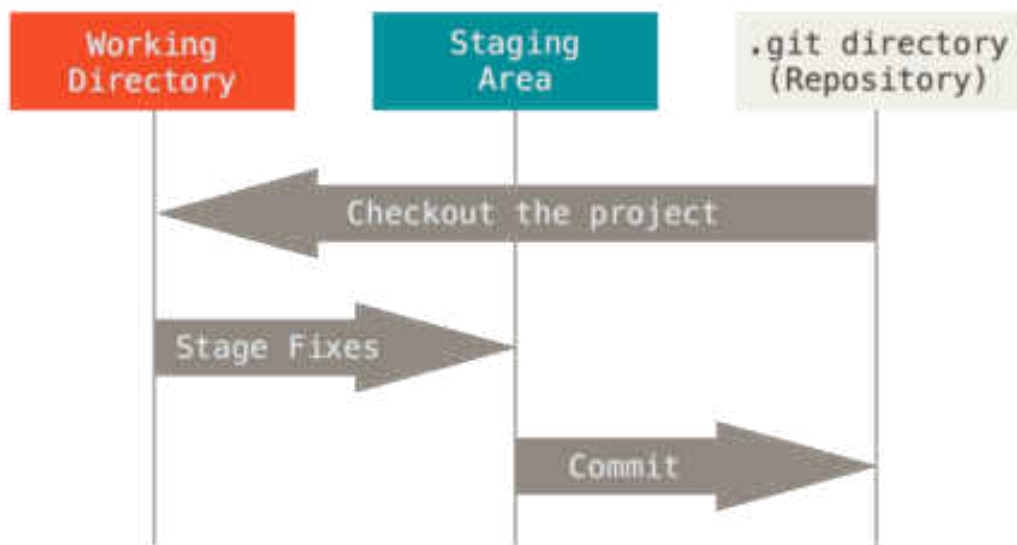 Working
Directory
Staging
Area
.git directory
(Repository)
Checkout the project
Stage Fixes
Commit